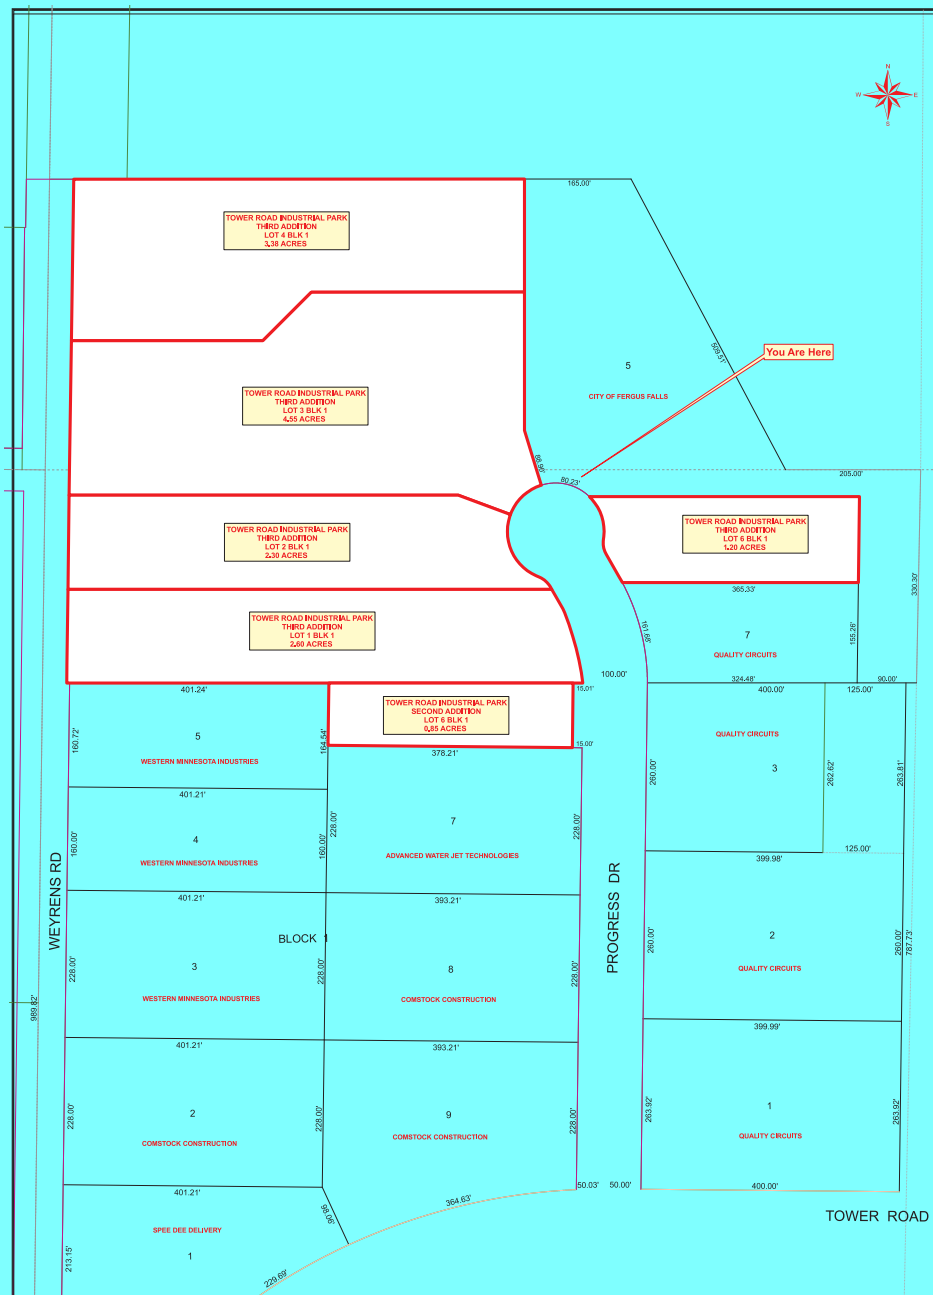 N
W
E
S
165.00'
TOWER ROAD INDUSTRIAL PARK
THIRD ADDITION
LOT 4 BLK 1
3.38 ACRES
509.51'
You Are Here
5
CITY OF FERGUS FALLS
TOWER ROAD INDUSTRIAL PARK
THIRD ADDITION
LOT 3 BLK 1
4.55 ACRES
88.96'
80.23'
205.00'
TOWER ROAD INDUSTRIAL PARK
THIRD ADDITION
LOT 2 BLK 1
2.30 ACRES
TOWER ROAD INDUSTRIAL PARK
THIRD ADDITION
LOT 6 BLK 1
1.20 ACRES
330.30'
365.33'
161.68'
7
155.26'
QUALITY CIRCUITS
TOWER ROAD INDUSTRIAL PARK
THIRD ADDITION
LOT 1 BLK 1
2.60 ACRES
100.00'
324.48'
90.00'
401.24'
15.01'
400.00'
125.00'
TOWER ROAD INDUSTRIAL PARK
SECOND ADDITION
LOT 6 BLK 1
0.85 ACRES
160.72'
5
164.54'
WESTERN MINNESOTA INDUSTRIES
15.00'
378.21'
QUALITY CIRCUITS
3
260.00'
262.62'
263.81'
401.21'
160.00'
4
160.00'
WESTERN MINNESOTA INDUSTRIES
228.00'
7
228.00'
ADVANCED WATER JET TECHNOLOGIES
399.98'
125.00'
WEYRENS RD
401.21'
393.21'
PROGRESS DR
BLOCK 1
228.00'
3
228.00'
WESTERN MINNESOTA INDUSTRIES
8
228.00'
COMSTOCK CONSTRUCTION
260.00'
2
260.00'
787.73'
QUALITY CIRCUITS
989.82'
399.99'
401.21'
393.21'
228.00'
2
228.00'
COMSTOCK CONSTRUCTION
9
228.00'
COMSTOCK CONSTRUCTION
263.92'
1
263.92'
QUALITY CIRCUITS
401.21'
98.06'
364.63'
50.03'
50.00'
400.00'
TOWER ROAD
SPEE DEE DELIVERY
1
213.15'
229.69'